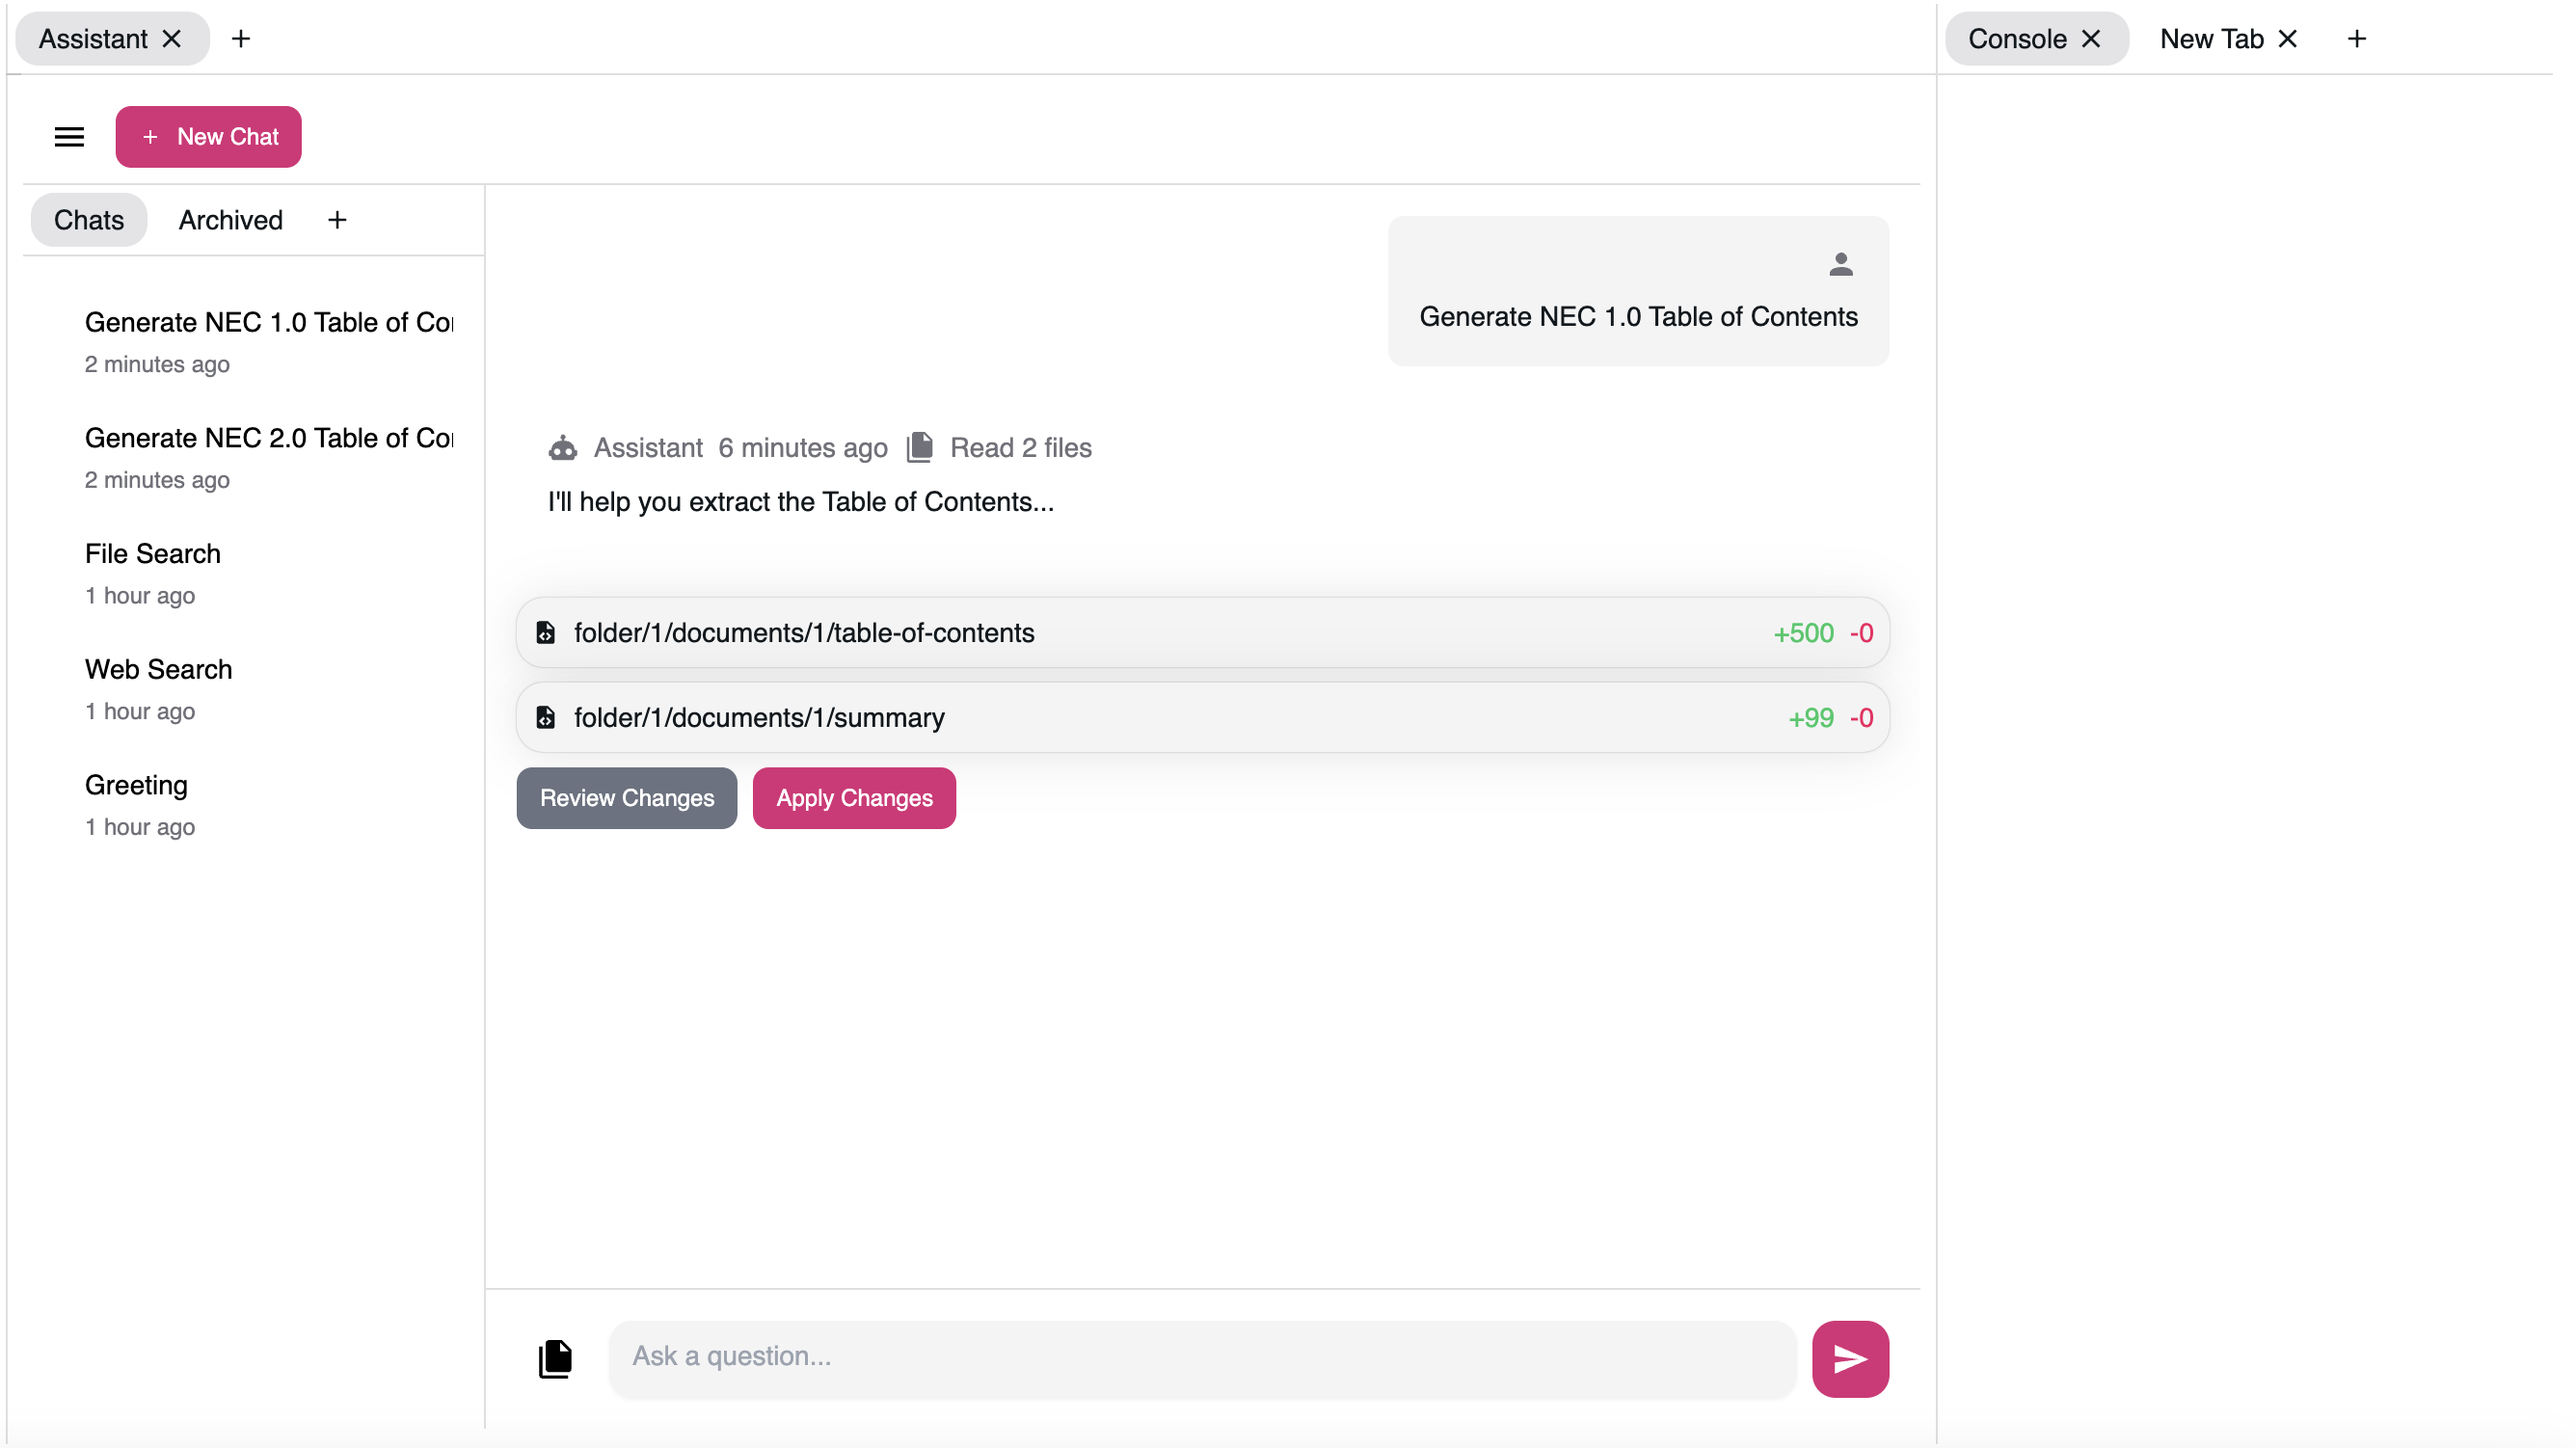 Assistant
Console
New Tab
New Chat
Chats
Archived
Generate NEC 1.0 Table of Co
2 minutes ago
Generate NEC 2.0 Table of Co
2 minutes ago
File Search
1 hour ago
Web Search
1 hour ago
Greeting
1 hour ago
Generate NEC 1.0 Table of Contents
Assistant 6 minutes ago Read 2 files
I'll help you extract the Table of Contents...
folder/1/documents/1/table-of-contents +500 -0
folder/1/documents/1/summary +99 -0
Review Changes Apply Changes
Ask a question...